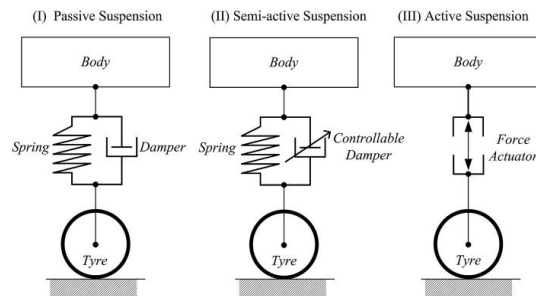 (I) Passive Suspension
Body
Spring
Damper
Tyre
(II) Semi-active Suspension
Body
Spring
Controllable
Damper
Tyre
(III) Active Suspension
Body
Force
Actuator
Tyre